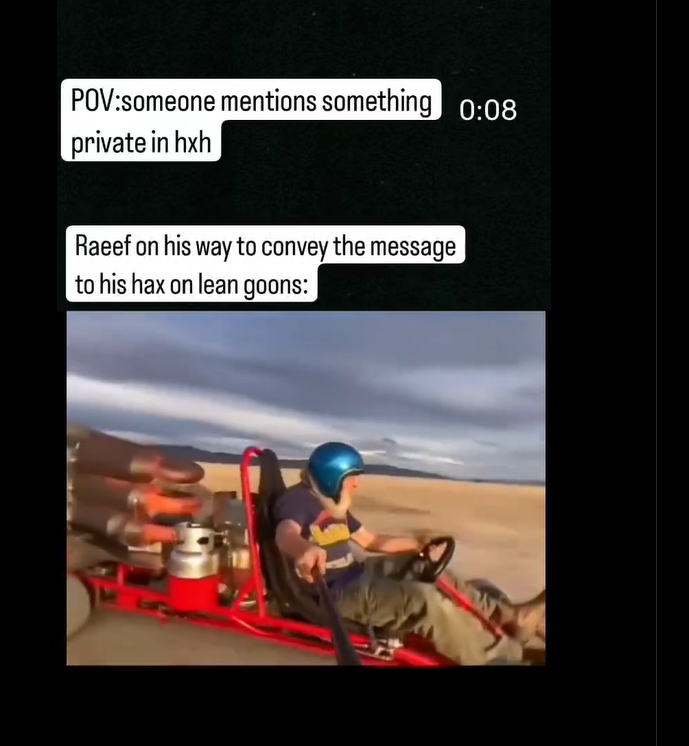 POV:someone mentions something
private in hxh
0:08
Raeef on his way to convey the message
to his hax on lean goons: